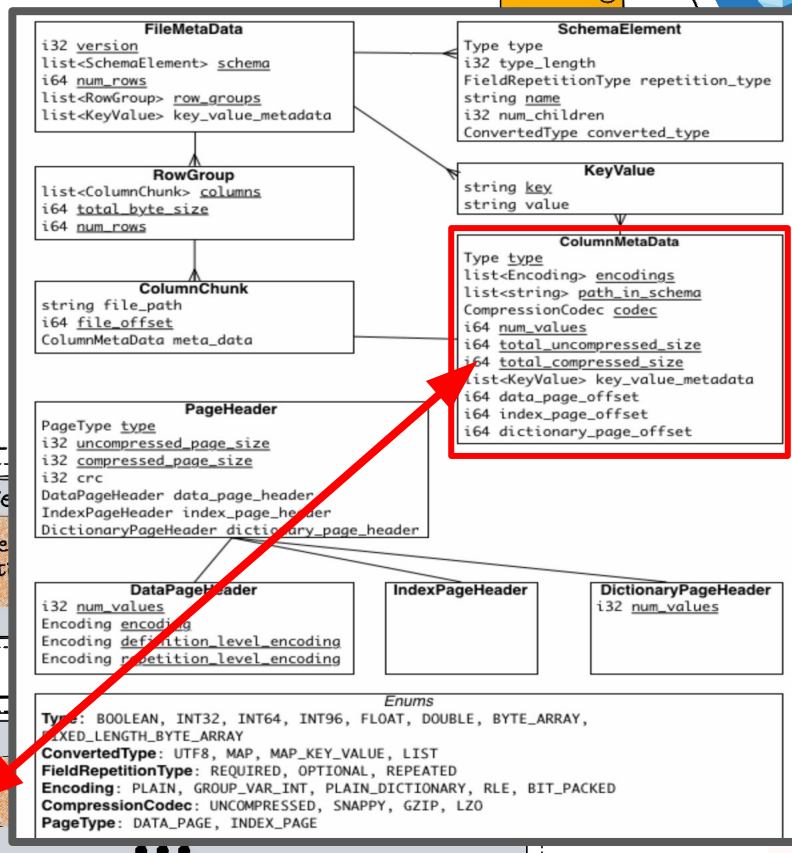 FileMetaData
i32 version
list<SchemaElement> schema
i64 num_rows
list<RowGroup> row_groups
list<KeyValue> key_value_metadata
SchemaElement
Type type
i32 type_length
FieldRepetitionType repetition_type
string name
i32 num_children
ConvertedType converted_type
RowGroup
list<ColumnChunk> columns
i64 total_byte_size
i64 num_rows
KeyValue
string key
string value
ColumnChunk
string file_path
i64 file_offset
ColumnMetaData meta_data
ColumnMetaData
Type type
list<Encoding> encodings
list<string> path_in_schema
CompressionCodec codec
i64 num_values
i64 total_uncompressed_size
i64 total_compressed_size
list<KeyValue> key_value_metadata
i64 data_page_offset
i64 index_page_offset
i64 dictionary_page_offset
PageHeader
PageType type
i32 uncompressed_page_size
i32 compressed_page_size
i32 crc
DataPageHeader data_page_header
IndexPageHeader index_page_header
DictionaryPageHeader dictionary_page_header
DataPageHeader
i32 num_values
Encoding encoding
Encoding definition_level_encoding
Encoding repetition_level_encoding
IndexPageHeader
DictionaryPageHeader
i32 num_values
Enums
Type: BOOLEAN, INT32, INT64, INT96, FLOAT, DOUBLE, BYTE_ARRAY,
FIXED_LENGTH_BYTE_ARRAY
ConvertedType: UTF8, MAP, MAP_KEY_VALUE, LIST
FieldRepetitionType: REQUIRED, OPTIONAL, REPEATED
Encoding: PLAIN, GROUP_VAR_INT, PLAIN_DICTIONARY, RLE, BIT_PACKED
CompressionCodec: UNCOMPRESSED, SNAPPY, GZIP, LZO
PageType: DATA_PAGE, INDEX_PAGE